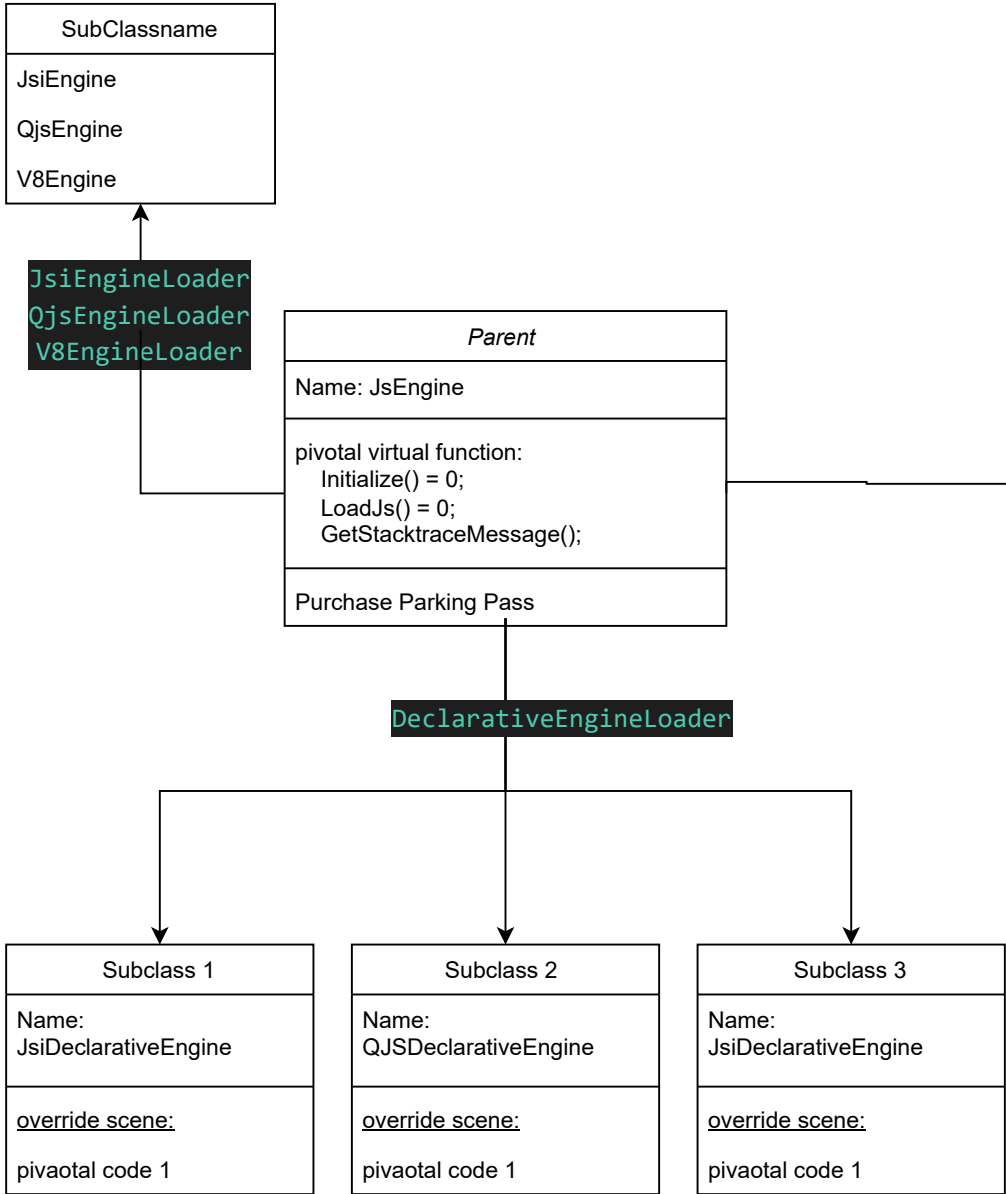 SubClassname
JsiEngine
QjsEngine
V8Engine
JsiEngineLoader
QjsEngineLoader
V8EngineLoader
Parent
Name: JsEngine
pivotal virtual function:
Initialize() = 0;
LoadJs() = 0;
GetStacktraceMessage();
Purchase Parking Pass
DeclarativeEngineLoader
Subclass 1
Name:
JsiDeclarativeEngine
override scene:
pivaotal code 1
Subclass 2
Name:
QJSDeclarativeEngine
override scene:
pivaotal code 1
Subclass 3
Name:
JsiDeclarativeEngine
override scene:
pivaotal code 1